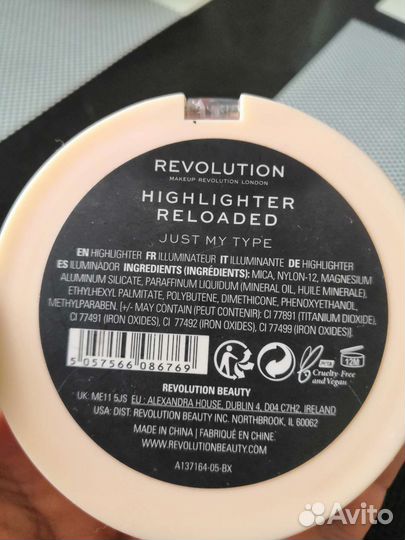 REVOLUTION
MAKEUP REVOLUTION LONDON
HIGHLIGHTER
RELOADED
JUST MY TYPE
EN HIGHLIGHTER FR ILLUMINATEUR IT ILLUMINANTE DE HIGHLIGHTER
ES ILUMINADOR INGREDIENTS (INGRÉDIENTS): MICA, NYLON-12, MAGNESIUM
ALUMINUM SILICATE, PARAFFINUM LIQUIDUM (MINERAL OIL, HUILE MINERALE),
ETHYLHEXYL PALMITATE, POLYBUTENE, DIMETHICONE, PHENOXYETHANOL,
METHYLPARABEN. [+/- MAY CONTAIN (PEUT CONTENIR): CI 77891 (TITANIUM DIOXIDE),
CI 77491 (IRON OXIDES), CI 77492 (IRON OXIDES), CI 77499 (IRON OXIDES)]
5 057566 086769
PETA
Cruelty-Free
and Vegan
12M
REVOLUTION BEAUTY
UK: ME11 5JS EU: ALEXANDRA HOUSE, DUBLIN 4, D04 C7H2, IRELAND
USA: DIST. REVOLUTION BEAUTY INC. NORTHBROOK, IL 60062
MADE IN CHINA | FABRIQUÉ EN CHINE
WWW.REVOLUTIONBEAUTY.COM
A137164-05-BX
Avito